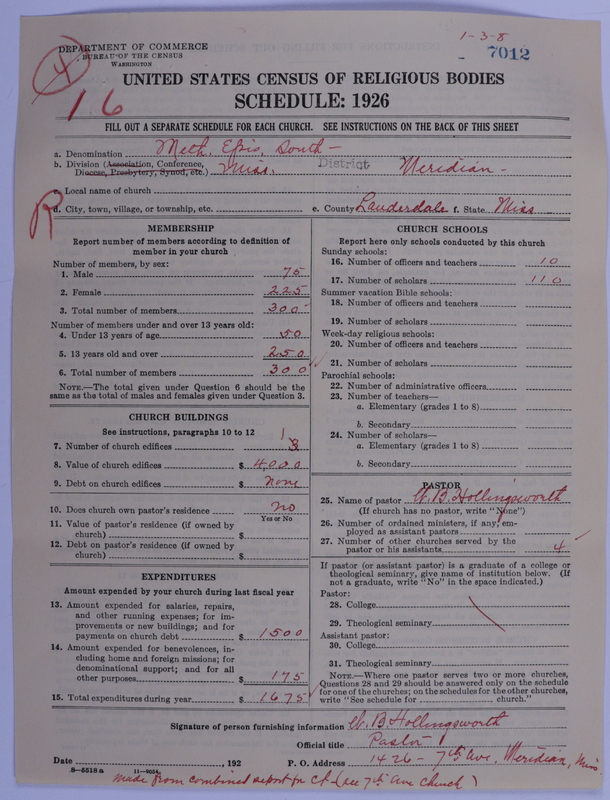 1-3-8
DEPARTMENT OF COMMERCE
BUREAU OF THE CENSUS
WASHINGTON
7012
4
16
UNITED STATES CENSUS OF RELIGIOUS BODIES
SCHEDULE: 1926
FILL OUT A SEPARATE SCHEDULE FOR EACH CHURCH. SEE INSTRUCTIONS ON THE BACK OF THIS SHEET
a. Denomination Meth. Epis. South -
b. Division (Association, Conference, Diocese, Presbytery, Synod, etc.) Miss. District Meridian -
c. Local name of church
R
d. City, town, village, or township, etc. e. County Lauderdale f. State Miss
MEMBERSHIP
Report number of members according to definition of
member in your church
Number of members, by sex:
1. Male 75
2. Female 225
3. Total number of members 300
Number of members under and over 13 years old:
4. Under 13 years of age 50
5. 13 years old and over 250
6. Total number of members 300
NOTE.—The total given under Question 6 should be the
same as the total of males and females given under Question 3.
CHURCH BUILDINGS
See instructions, paragraphs 10 to 12
1
7. Number of church edifices 3
8. Value of church edifices $ 4000
9. Debt on church edifices $ None
10. Does church own pastor's residence no
Yes or No
11. Value of pastor's residence (if owned by
church) $
12. Debt on pastor's residence (if owned by
church) $
EXPENDITURES
Amount expended by your church during last fiscal year
13. Amount expended for salaries, repairs,
and other running expenses; for im-
provements or new buildings; and for
payments on church debt $ 1500
14. Amount expended for benevolences, in-
cluding home and foreign missions; for
denominational support; and for all
other purposes $ 175
15. Total expenditures during year $ 1675
CHURCH SCHOOLS
Report here only schools conducted by this church
Sunday schools:
16. Number of officers and teachers 10
17. Number of scholars 110
Summer vacation Bible schools:
18. Number of officers and teachers
19. Number of scholars
Week-day religious schools:
20. Number of officers and teachers
21. Number of scholars
Parochial schools:
22. Number of administrative officers
23. Number of teachers—
a. Elementary (grades 1 to 8)
b. Secondary
24. Number of scholars—
a. Elementary (grades 1 to 8)
b. Secondary
PASTOR
25. Name of pastor W. B. Hollingsworth
(If church has no pastor, write "None")
26. Number of ordained ministers, if any, em-
ployed as assistant pastors
27. Number of other churches served by the
pastor or his assistants 4
If pastor (or assistant pastor) is a graduate of a college or
theological seminary, give name of institution below. (If
not a graduate, write "No" in the space indicated.)
Pastor:
28. College
29. Theological seminary
Assistant pastor:
30. College
31. Theological seminary
NOTE.—Where one pastor serves two or more churches,
Questions 28 and 29 should be answered only on the schedule
for one of the churches; on the schedules for the other churches,
write "See schedule for church."
Signature of person furnishing information W. B. Hollingsworth
Official title Pastor
Date , 192 P. O. Address 1426 - 7th Ave, Meridian, Miss
8—5518 a 11—9034
made from combined report for (see 7th Ave Church)